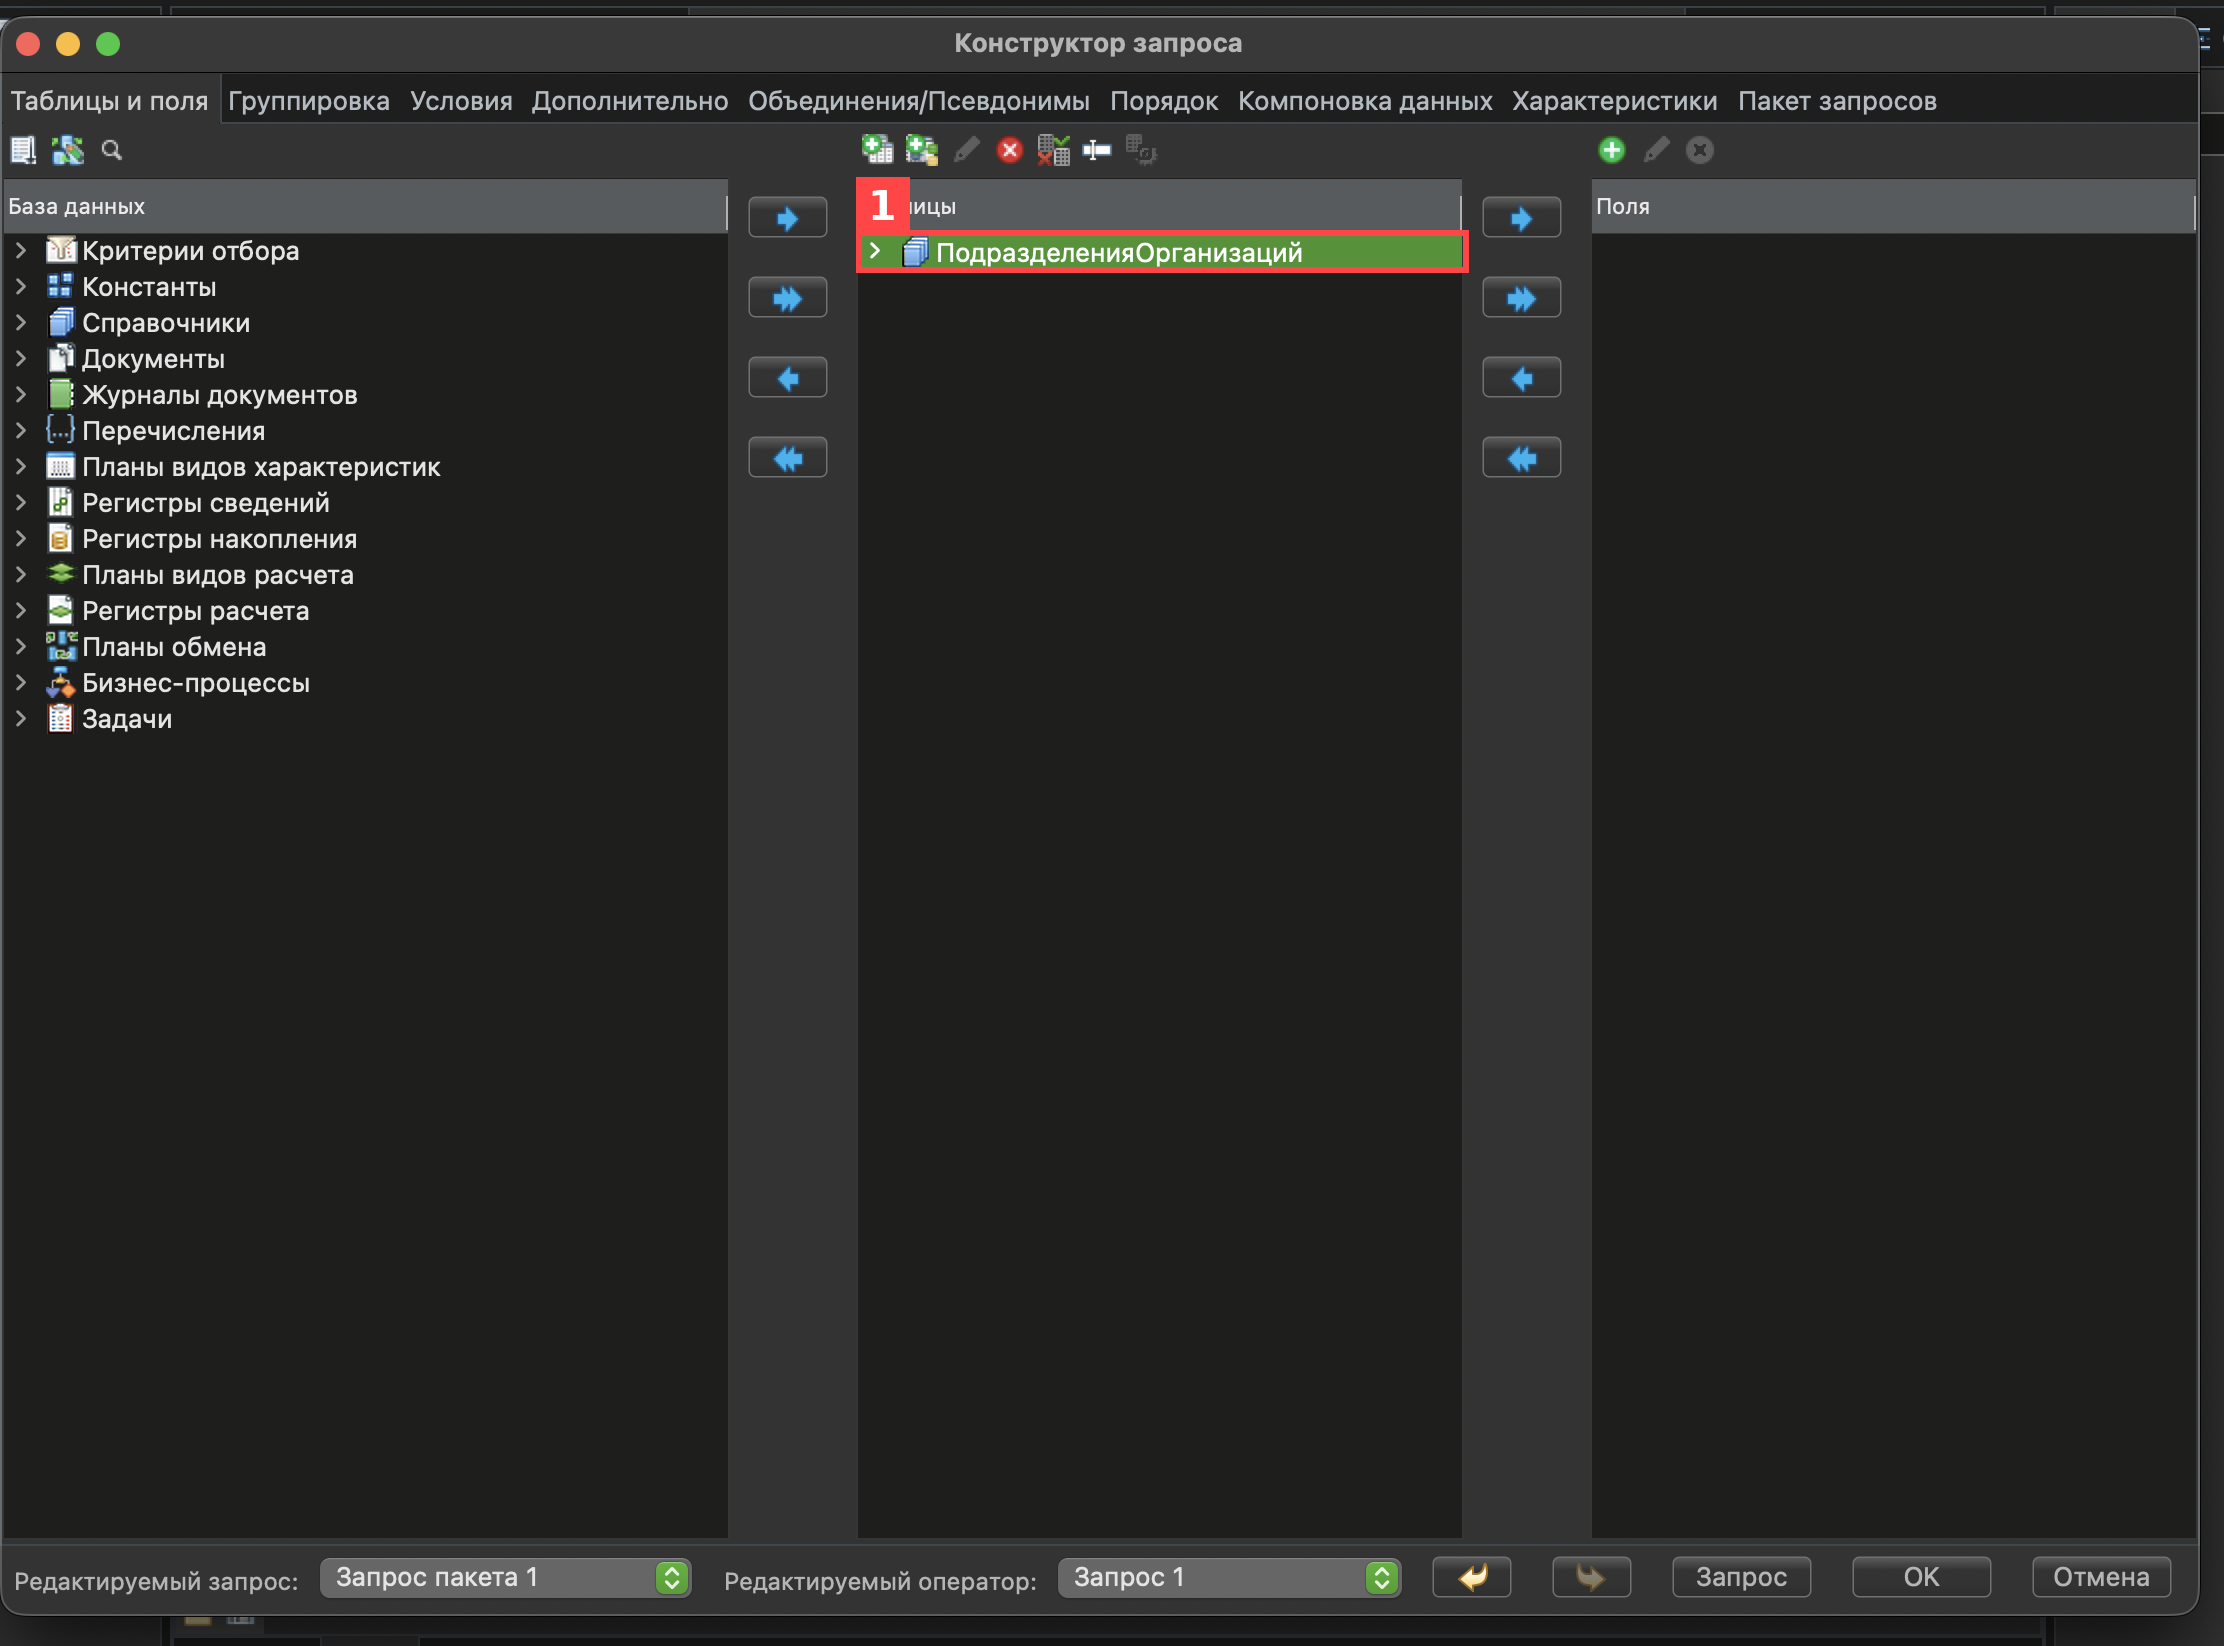 Конструктор запроса
Таблицы и поля Группировка Условия Дополнительно Объединения/Псевдонимы Порядок Компоновка данных Характеристики Пакет запросов
База данных
1
Поля
Критерии отбора
Константы
Справочники
Документы
Журналы документов
Перечисления
Планы видов характеристик
Регистры сведений
Регистры накопления
Планы видов расчета
Регистры расчета
Планы обмена
Бизнес-процессы
Задачи
ПодразделенияОрганизаций
Редактируемый запрос: Запрос пакета 1 Редактируемый оператор: Запрос 1 Запрос OK Отмена